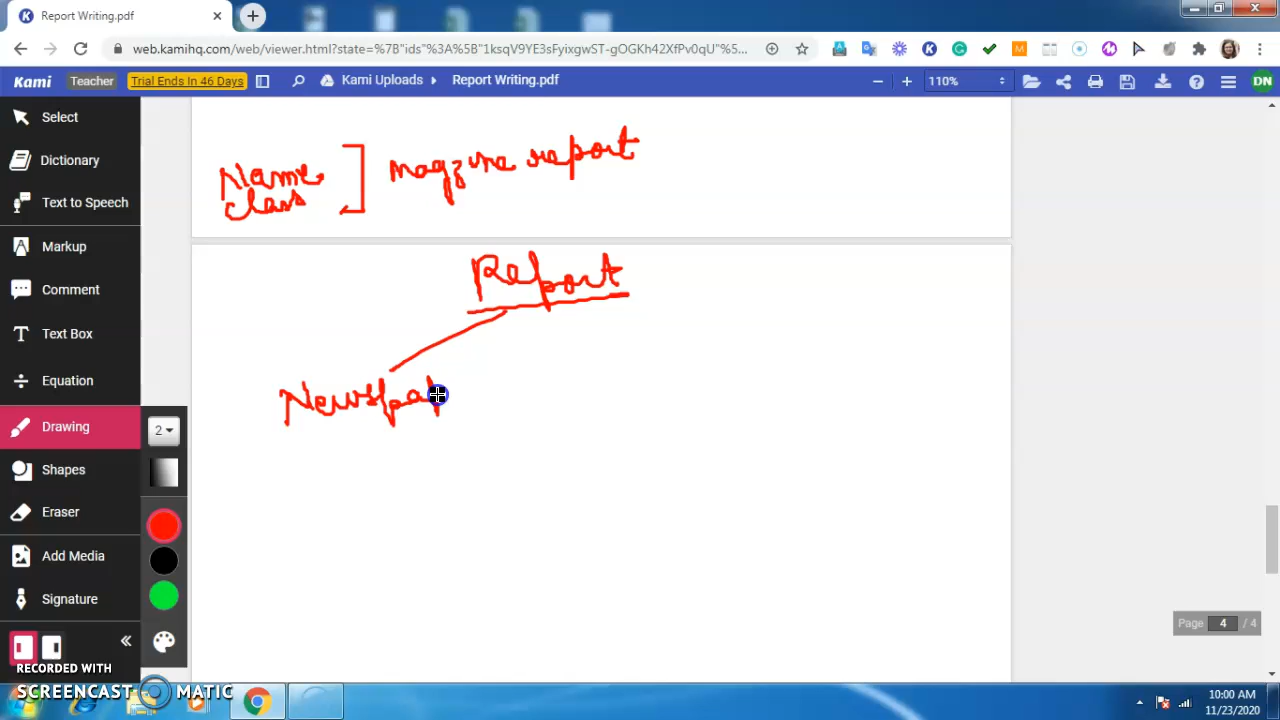 Report Writing.pdf
web.kamihq.com/web/viewer.html?state=%7B"ids"%3A%5B"1ksqV9YE3sFyixgwST-gOGKh42XfPv0qU"%5...
Kami Teacher Trial Ends In 46 Days Kami Uploads Report Writing.pdf 110% DN
Select
Dictionary
Text to Speech
Markup
Comment
Text Box
Equation
Drawing
Shapes
Eraser
Add Media
Signature
2
Name
class
magzine report
Report
Newspap
Page 4 / 4
RECORDED WITH
SCREENCAST MATIC
10:00 AM
11/23/2020